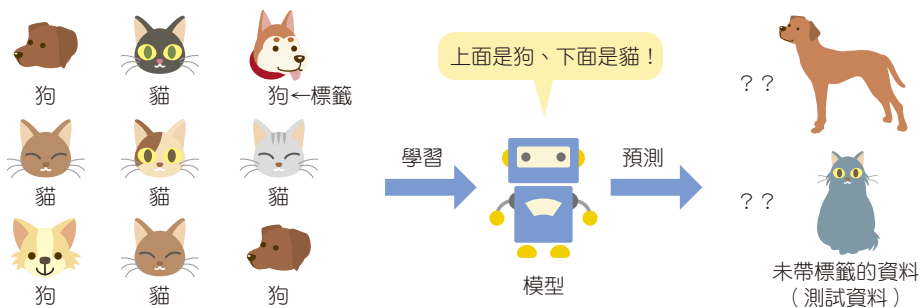 狗
貓
狗←標籤
貓
貓
貓
狗
貓
狗
學習
上面是狗、下面是貓！
模型
預測
？？
？？
未帶標籤的資料
（測試資料）